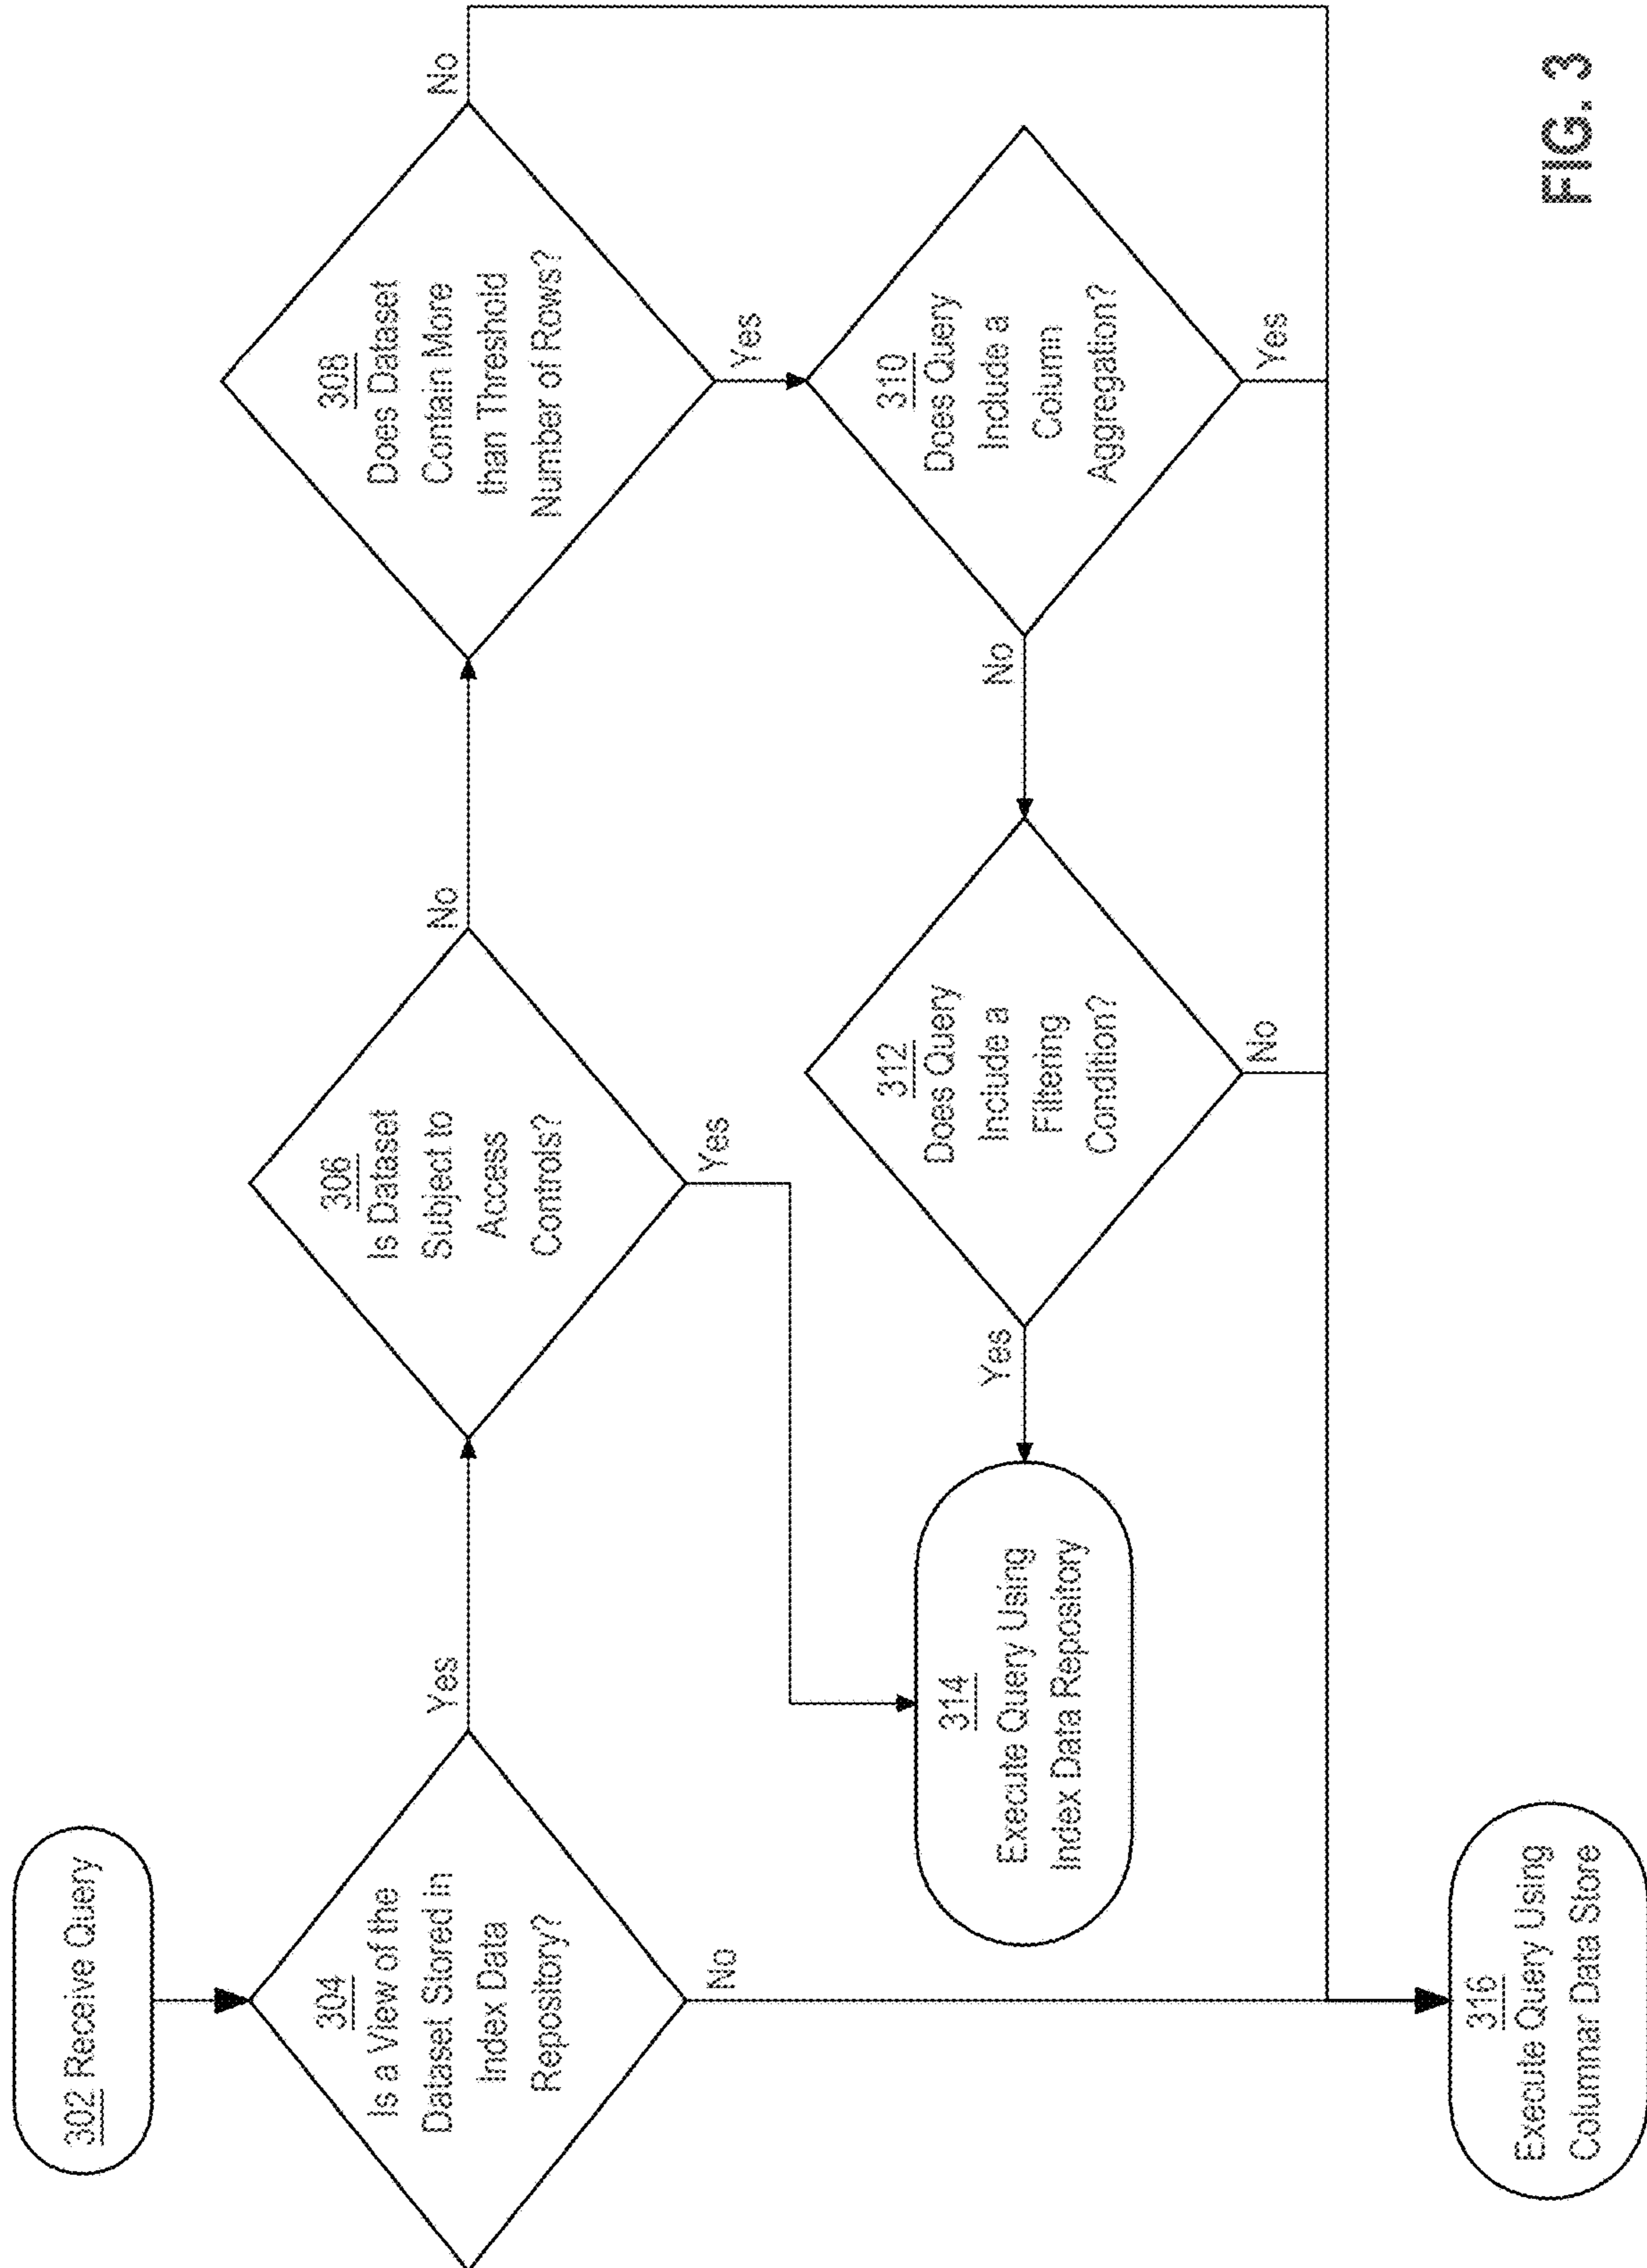 302 Receive Query
304
Is a View of the
Dataset Stored in
Index Data
Repository?
Yes
No
306
Is Dataset
Subject to
Access
Controls?
No
Yes
308
Does Dataset
Contain More
than Threshold
Number of Rows?
No
Yes
310
Does Query
Include a
Column
Aggregation?
No
Yes
312
Does Query
Include a
Filtering
Condition?
Yes
No
314
Execute Query Using
Index Data Repository
316
Execute Query Using
Columnar Data Store
FIG. 3